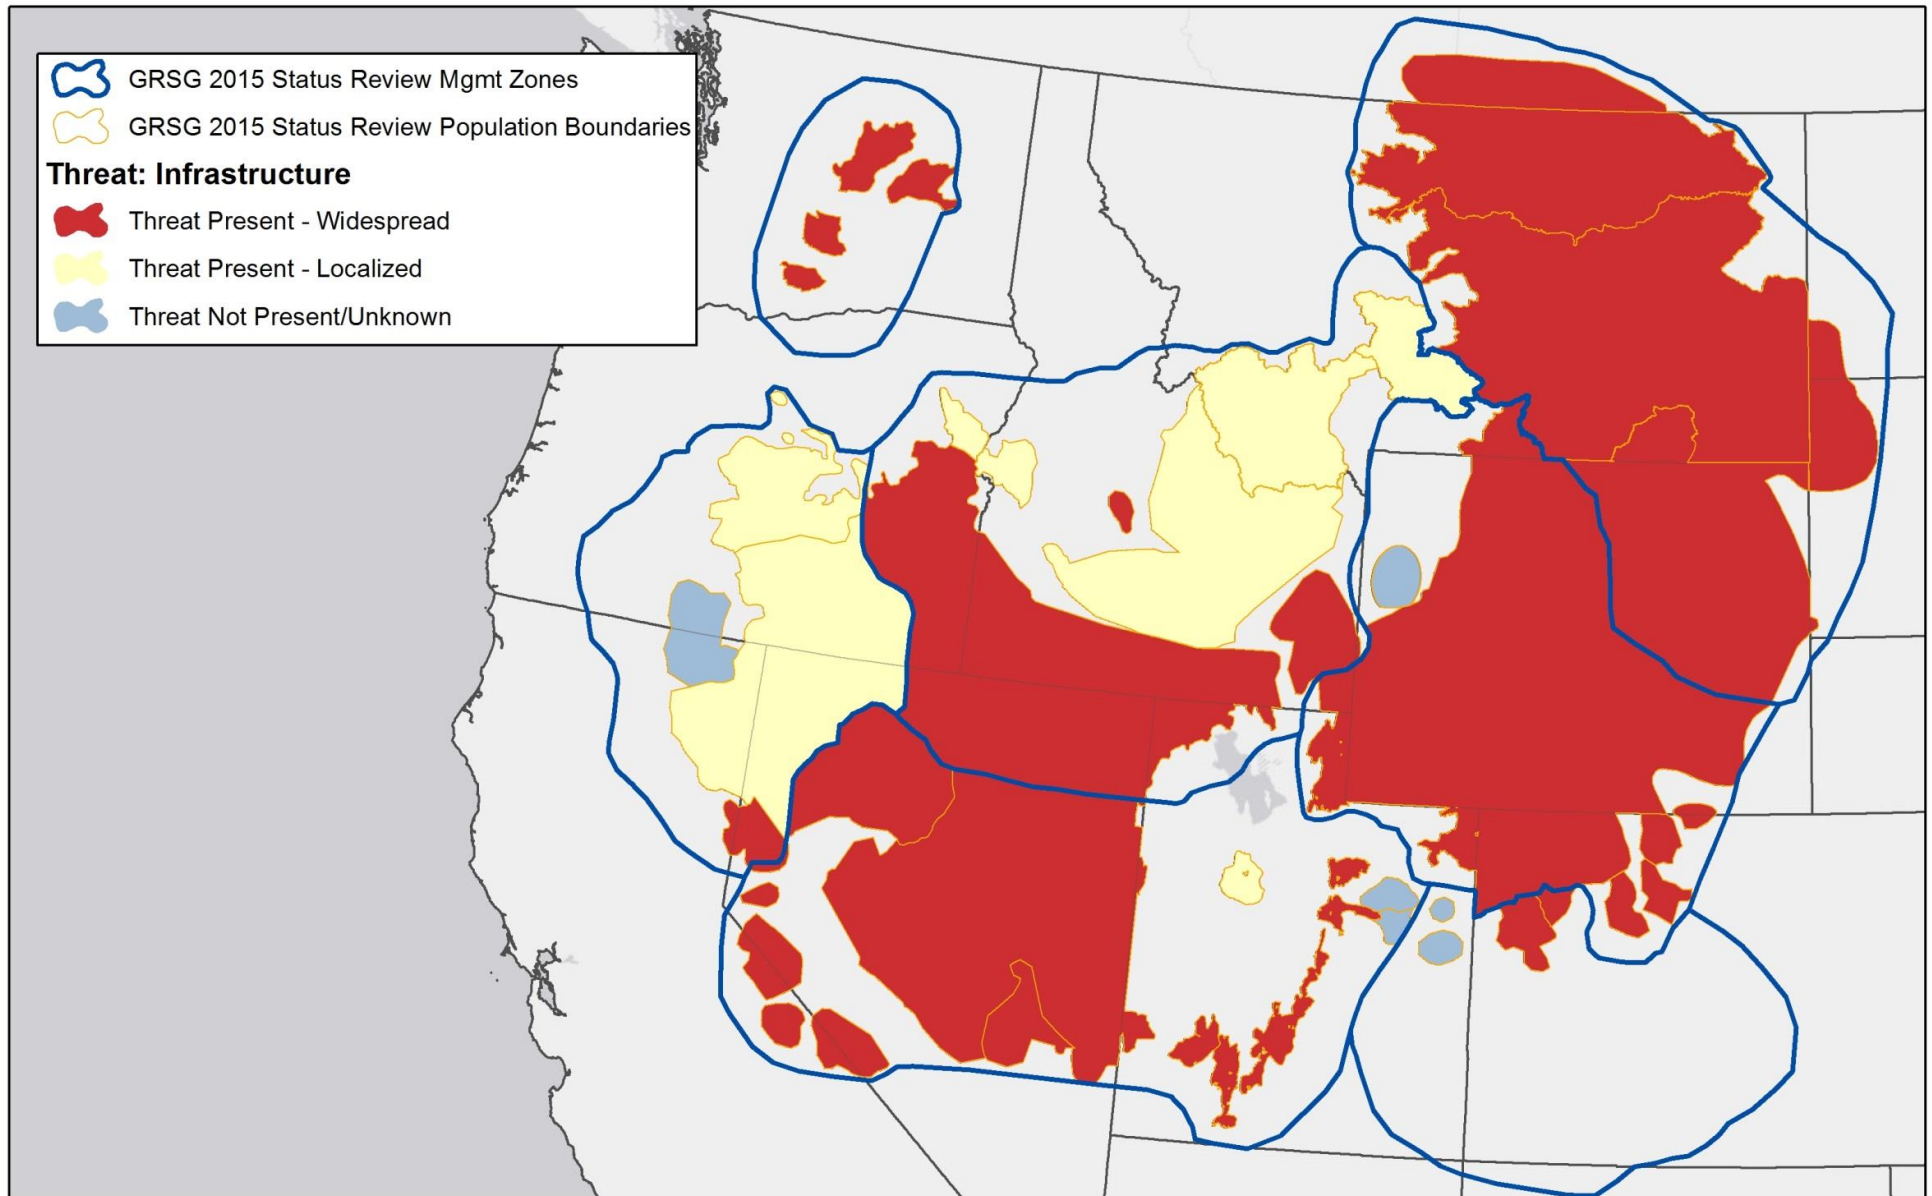 GRSG 2015 Status Review Mgmt Zones
GRSG 2015 Status Review Population Boundaries
Threat: Infrastructure
Threat Present - Widespread
Threat Present - Localized
Threat Not Present/Unknown